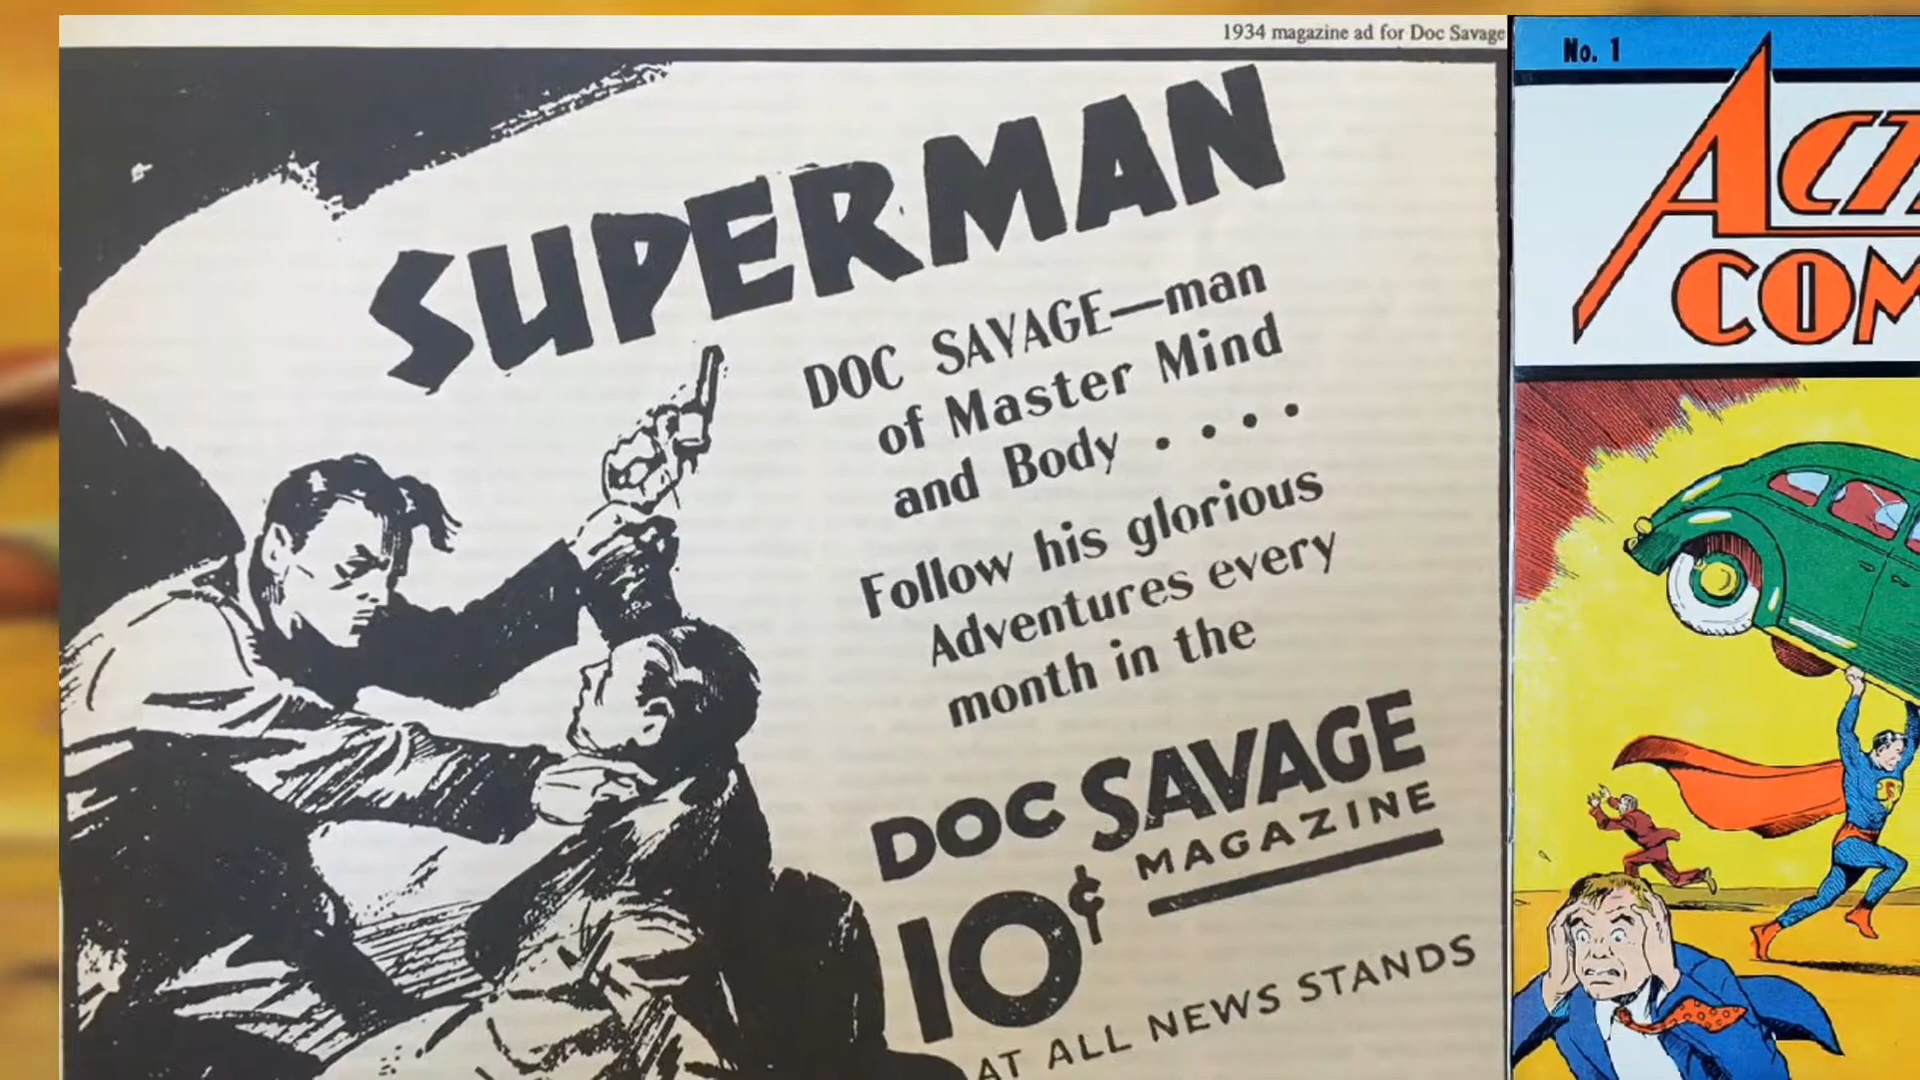 1934 magazine ad for Doc Savage
SUPERMAN
DOC SAVAGE—man
of Master Mind
and Body . . . .
Follow his glorious
Adventures every
month in the
DOC SAVAGE
MAGAZINE
10¢
AT ALL NEWS STANDS
No. 1
ACT
COM
S